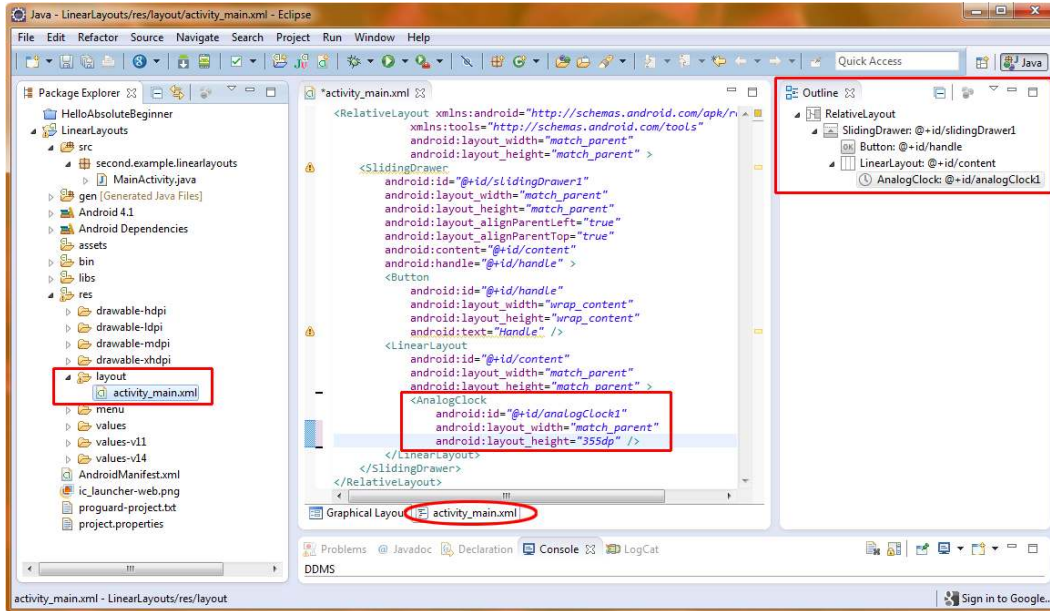 Java - LinearLayouts/res/layout/activity_main.xml - Eclipse
File Edit Refactor Source Navigate Search Project Run Window Help
Quick Access
Java
Package Explorer
HelloAbsoluteBeginner
LinearLayouts
src
second.example.linearlayouts
MainActivity.java
gen [Generated Java Files]
Android 4.1
Android Dependencies
assets
bin
libs
res
drawable-hdpi
drawable-ldpi
drawable-mdpi
drawable-xhdpi
layout
activity_main.xml
menu
values
values-v11
values-v14
AndroidManifest.xml
ic_launcher-web.png
proguard-project.txt
project.properties
*activity_main.xml
<RelativeLayout xmlns:android="http://schemas.android.com/apk/r
xmlns:tools="http://schemas.android.com/tools"
android:layout_width="match_parent"
android:layout_height="match_parent" >
<SlidingDrawer
android:id="@+id/slidingDrawer1"
android:layout_width="match_parent"
android:layout_height="match_parent"
android:layout_alignParentLeft="true"
android:layout_alignParentTop="true"
android:content="@+id/content"
android:handle="@+id/handle" >
<Button
android:id="@+id/handle"
android:layout_width="wrap_content"
android:layout_height="wrap_content"
android:text="Handle" />
<LinearLayout
android:id="@+id/content"
android:layout_width="match_parent"
android:layout_height="match_parent" >
<AnalogClock
android:id="@+id/analogClock1"
android:layout_width="match_parent"
android:layout_height="355dp" />
</LinearLayout>
</SlidingDrawer>
</RelativeLayout>
Graphical Layou activity_main.xml
Outline
RelativeLayout
SlidingDrawer: @+id/slidingDrawer1
OK Button: @+id/handle
LinearLayout: @+id/content
AnalogClock: @+id/analogClock1
Problems @ Javadoc Declaration Console LogCat
DDMS
activity_main.xml - LinearLayouts/res/layout
Sign in to Google...